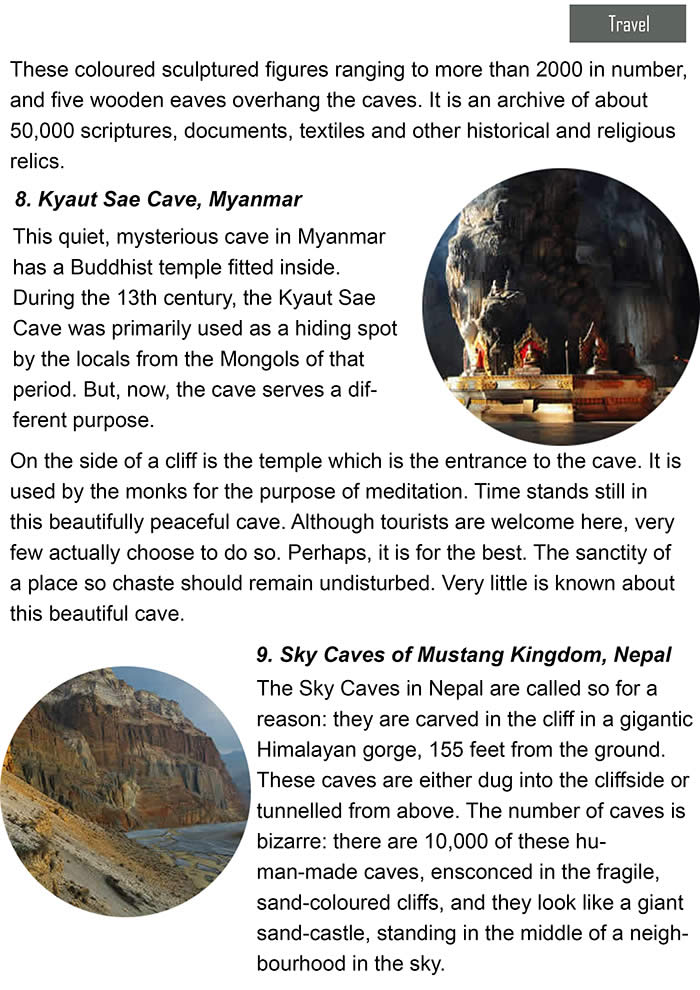 Travel
These coloured sculptured figures ranging to more than 2000 in number,
and five wooden eaves overhang the caves. It is an archive of about
50,000 scriptures, documents, textiles and other historical and religious
relics.
8. Kyaut Sae Cave, Myanmar
This quiet, mysterious cave in Myanmar
has a Buddhist temple fitted inside.
During the 13th century, the Kyaut Sae
Cave was primarily used as a hiding spot
by the locals from the Mongols of that
period. But, now, the cave serves a dif-
ferent purpose.
On the side of a cliff is the temple which is the entrance to the cave. It is
used by the monks for the purpose of meditation. Time stands still in
this beautifully peaceful cave. Although tourists are welcome here, very
few actually choose to do so. Perhaps, it is for the best. The sanctity of
a place so chaste should remain undisturbed. Very little is known about
this beautiful cave.
9. Sky Caves of Mustang Kingdom, Nepal
The Sky Caves in Nepal are called so for a
reason: they are carved in the cliff in a gigantic
Himalayan gorge, 155 feet from the ground.
These caves are either dug into the cliffside or
tunnelled from above. The number of caves is
bizarre: there are 10,000 of these hu-
man-made caves, ensconced in the fragile,
sand-coloured cliffs, and they look like a giant
sand-castle, standing in the middle of a neigh-
bourhood in the sky.